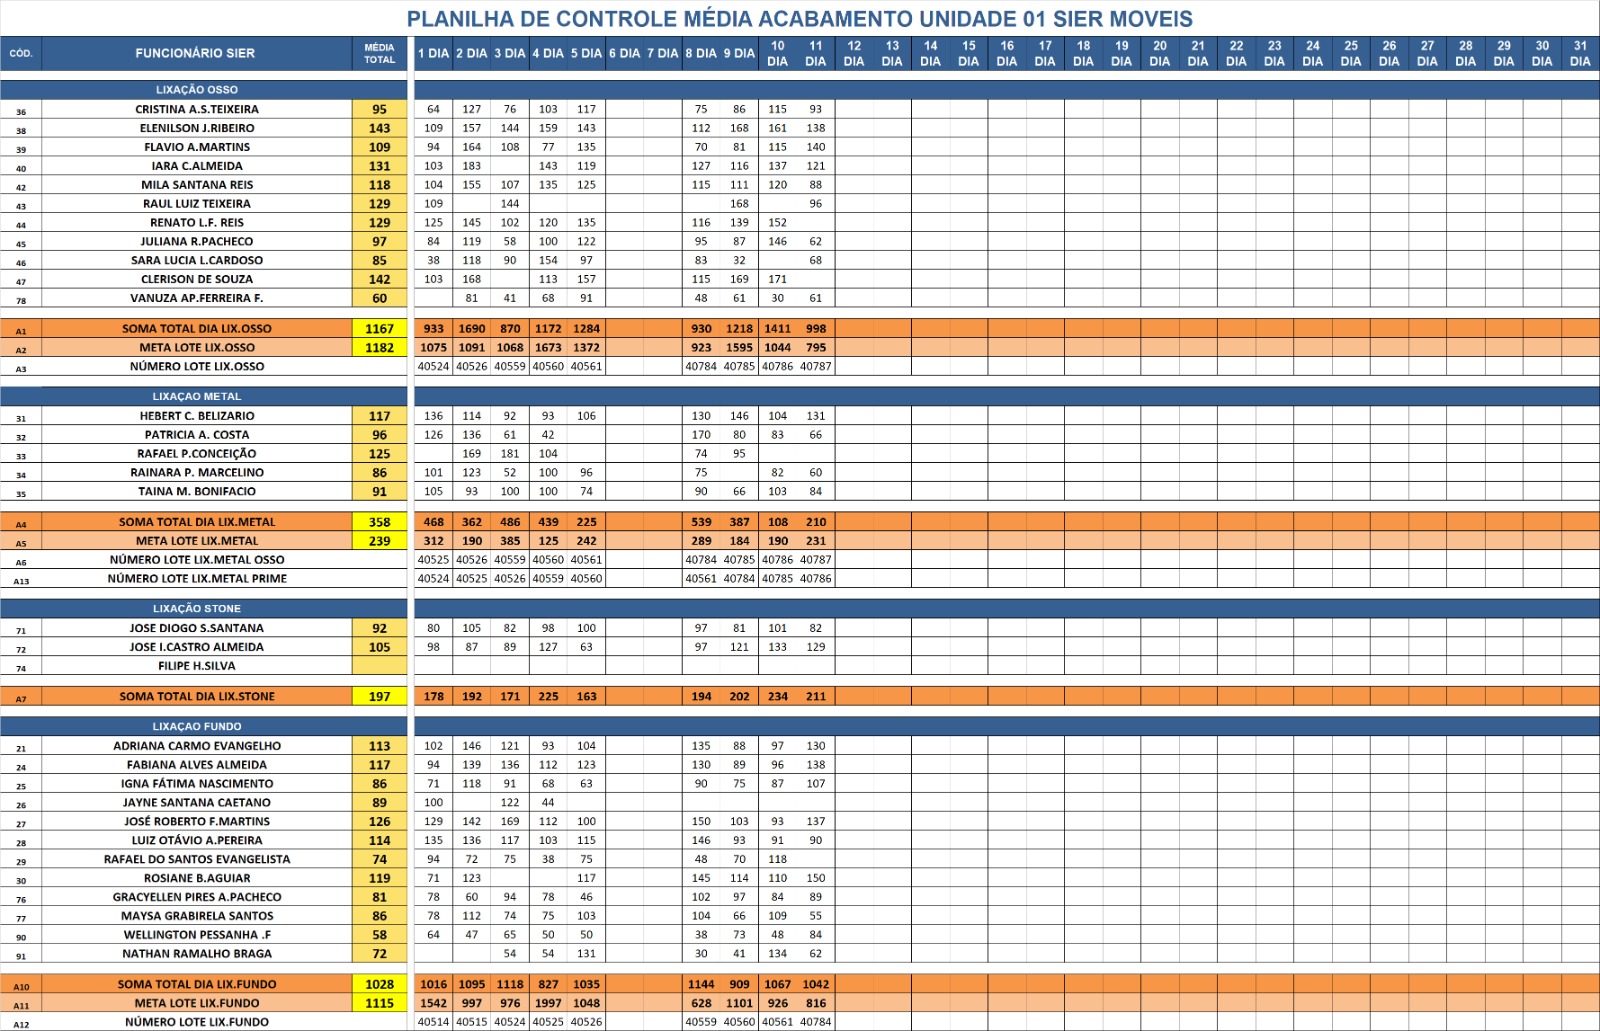 PLANILHA DE CONTROLE MÉDIA ACABAMENTO UNIDADE 01 SIER MOVEIS
CÓD. FUNCIONÁRIO SIER MÉDIA TOTAL 1 DIA 2 DIA 3 DIA 4 DIA 5 DIA 6 DIA 7 DIA 8 DIA 9 DIA 10 DIA 11 DIA 12 DIA 13 DIA 14 DIA 15 DIA 16 DIA 17 DIA 18 DIA 19 DIA 20 DIA 21 DIA 22 DIA 23 DIA 24 DIA 25 DIA 26 DIA 27 DIA 28 DIA 29 DIA 30 DIA 31 DIA
LIXAÇÃO OSSO
36 CRISTINA A.S.TEIXEIRA 95 64 127 76 103 117 75 86 115 93
38 ELENILSON J.RIBEIRO 143 109 157 144 159 143 112 168 161 138
39 FLAVIO A.MARTINS 109 94 164 108 77 135 70 81 115 140
40 IARA C.ALMEIDA 131 103 183 143 119 127 116 137 121
42 MILA SANTANA REIS 118 104 155 107 135 125 115 111 120 88
43 RAUL LUIZ TEIXEIRA 129 109 144 168 96
44 RENATO L.F. REIS 129 125 145 102 120 135 116 139 152
45 JULIANA R.PACHECO 97 84 119 58 100 122 95 87 146 62
46 SARA LUCIA L.CARDOSO 85 38 118 90 154 97 83 32 68
47 CLERISON DE SOUZA 142 103 168 113 157 115 169 171
78 VANUZA AP.FERREIRA F. 60 81 41 68 91 48 61 30 61
A1 SOMA TOTAL DIA LIX.OSSO 1167 933 1690 870 1172 1284 930 1218 1411 998
A2 META LOTE LIX.OSSO 1182 1075 1091 1068 1673 1372 923 1595 1044 795
A3 NÚMERO LOTE LIX.OSSO 40524 40526 40559 40560 40561 40784 40785 40786 40787
LIXAÇAO METAL
31 HEBERT C. BELIZARIO 117 136 114 92 93 106 130 146 104 131
32 PATRICIA A. COSTA 96 126 136 61 42 170 80 83 66
33 RAFAEL P.CONCEIÇÃO 125 169 181 104 74 95
34 RAINARA P. MARCELINO 86 101 123 52 100 96 75 82 60
35 TAINA M. BONIFACIO 91 105 93 100 100 74 90 66 103 84
A4 SOMA TOTAL DIA LIX.METAL 358 468 362 486 439 225 539 387 108 210
A5 META LOTE LIX.METAL 239 312 190 385 125 242 289 184 190 231
A6 NÚMERO LOTE LIX.METAL OSSO 40525 40526 40559 40560 40561 40784 40785 40786 40787
A13 NÚMERO LOTE LIX.METAL PRIME 40524 40525 40526 40559 40560 40561 40784 40785 40786
LIXAÇÃO STONE
71 JOSE DIOGO S.SANTANA 92 80 105 82 98 100 97 81 101 82
72 JOSE I.CASTRO ALMEIDA 105 98 87 89 127 63 97 121 133 129
74 FILIPE H.SILVA
A7 SOMA TOTAL DIA LIX.STONE 197 178 192 171 225 163 194 202 234 211
LIXAÇAO FUNDO
21 ADRIANA CARMO EVANGELHO 113 102 146 121 93 104 135 88 97 130
24 FABIANA ALVES ALMEIDA 117 94 139 136 112 123 130 89 96 138
25 IGNA FÁTIMA NASCIMENTO 86 71 118 91 68 63 90 75 87 107
26 JAYNE SANTANA CAETANO 89 100 122 44
27 JOSÉ ROBERTO F.MARTINS 126 129 142 169 112 100 150 103 93 137
28 LUIZ OTÁVIO A.PEREIRA 114 135 136 117 103 115 146 93 91 90
29 RAFAEL DO SANTOS EVANGELISTA 74 94 72 75 38 75 48 70 118
30 ROSIANE B.AGUIAR 119 71 123 117 145 114 110 150
76 GRACYELLEN PIRES A.PACHECO 81 78 60 94 78 46 102 97 84 89
77 MAYSA GRABIRELA SANTOS 86 78 112 74 75 103 104 66 109 55
90 WELLINGTON PESSANHA .F 58 64 47 65 50 50 38 73 48 84
91 NATHAN RAMALHO BRAGA 72 54 54 131 30 41 134 62
A10 SOMA TOTAL DIA LIX.FUNDO 1028 1016 1095 1118 827 1035 1144 909 1067 1042
A11 META LOTE LIX.FUNDO 1115 1542 997 976 1997 1048 628 1101 926 816
A12 NÚMERO LOTE LIX.FUNDO 40514 40515 40524 40525 40526 40559 40560 40561 40784